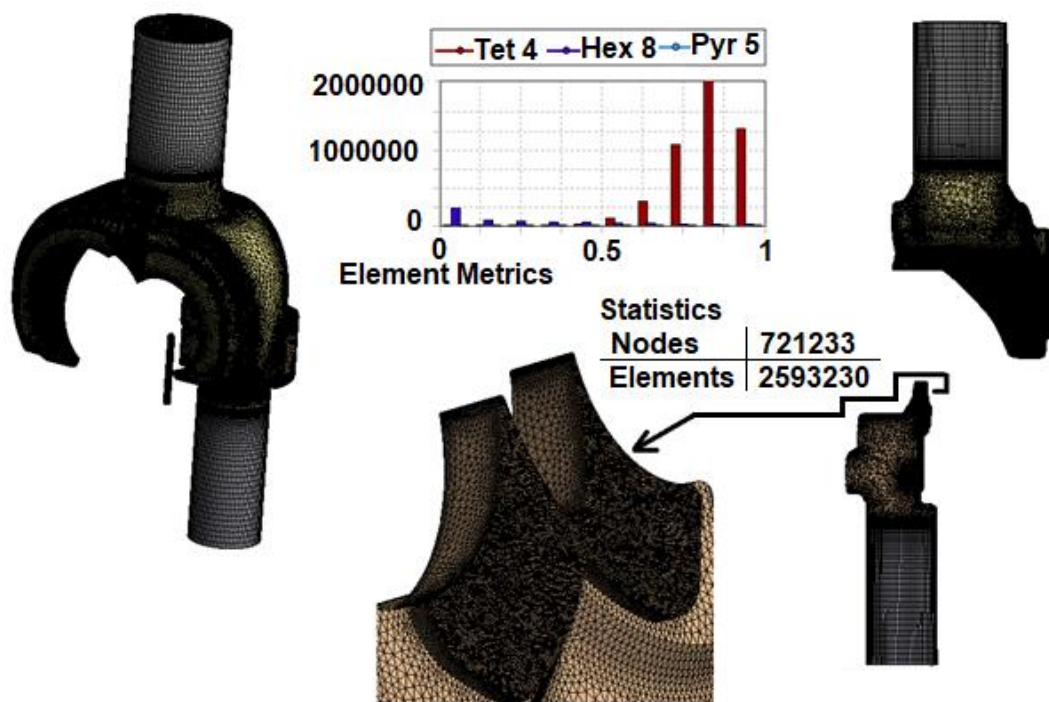 Tet 4 Hex 8 Pyr 5
2000000
1000000
0
0 0.5 1
Element Metrics
Statistics
Nodes 721233
Elements 2593230